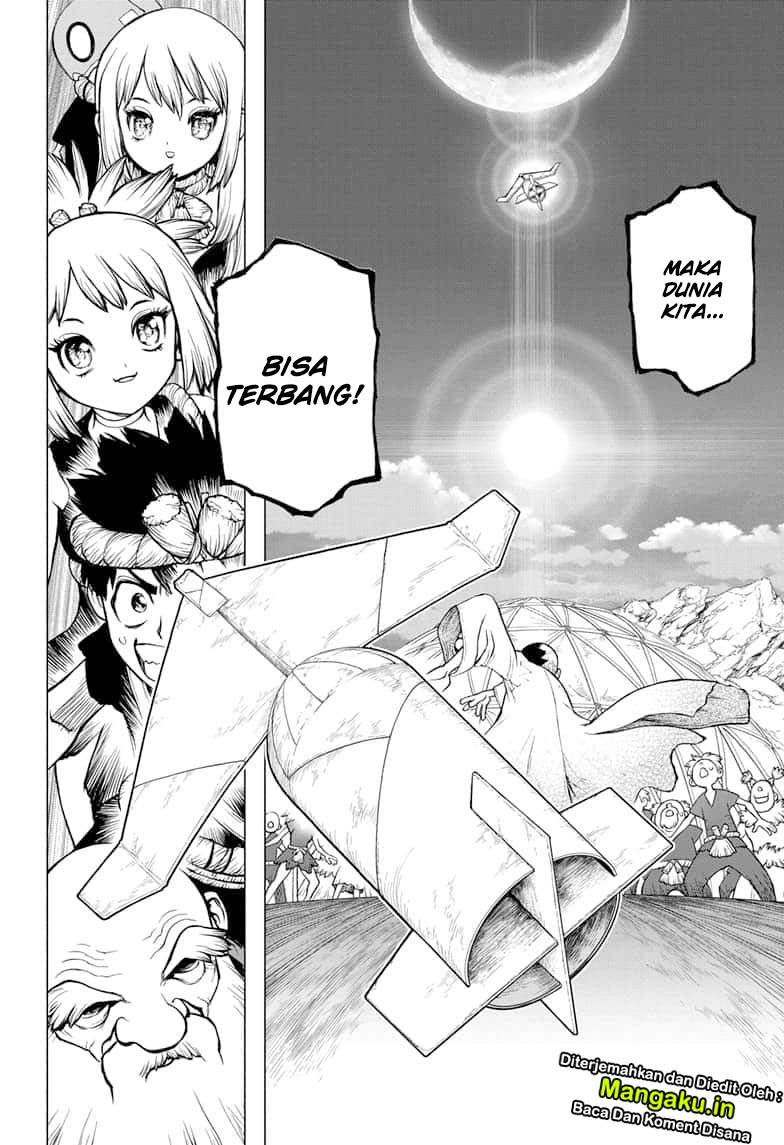 MAKA
DUNIA
KITA...
BISA
TERBANG!
Diterjemahkan dan Diedit Oleh :
Mangaku.in
Baca Dan Koment Disana